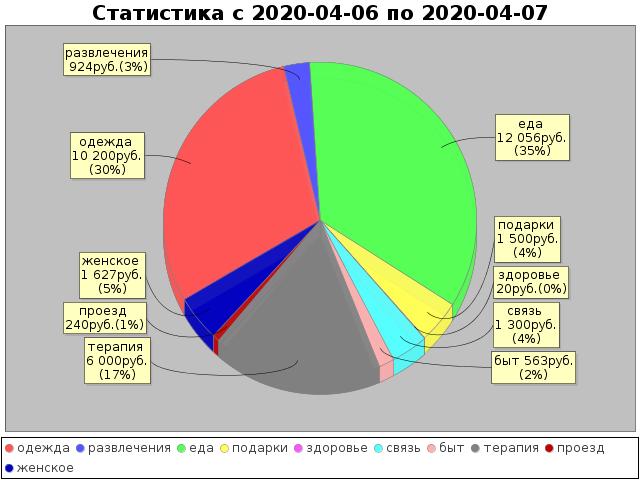 Статистика с 2020-04-06 по 2020-04-07
развлечения
924руб.(3%)
одежда
10 200руб.
(30%)
женское
1 627руб.
(5%)
проезд
240руб.(1%)
терапия
6 000руб.
(17%)
еда
12 056руб.
(35%)
подарки
1 500руб.
(4%)
здоровье
20руб.(0%)
связь
1 300руб.
(4%)
быт 563руб.
(2%)
одежда развлечения еда подарки здоровье связь быт терапия проезд
женское